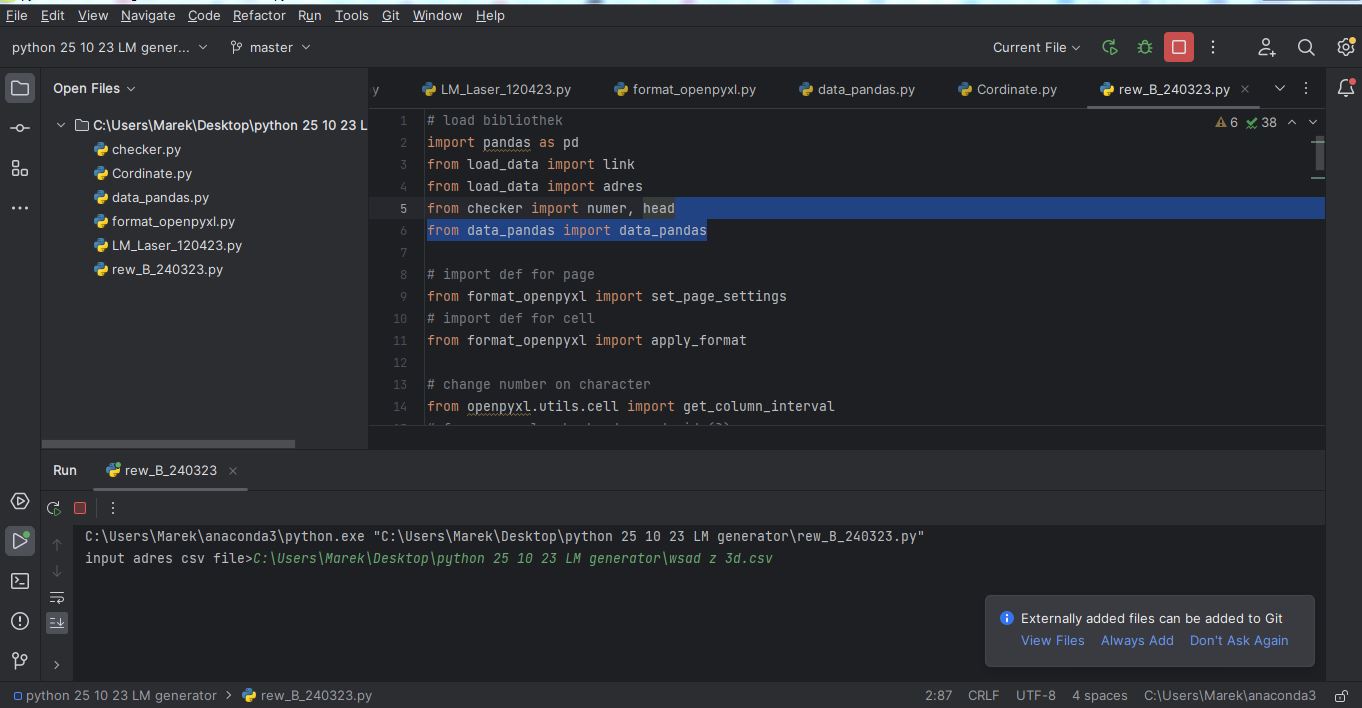 File Edit View Navigate Code Refactor Run Tools Git Window Help
python 25 10 23 LM gener... master Current File
Open Files
y LM_Laser_120423.py format_openpyxl.py data_pandas.py Cordinate.py rew_B_240323.py
C:\Users\Marek\Desktop\python 25 10 23 L
checker.py
Cordinate.py
data_pandas.py
format_openpyxl.py
LM_Laser_120423.py
rew_B_240323.py
6 38
1 # load bibliothek
2 import pandas as pd
3 from load_data import link
4 from load_data import adres
5 from checker import numer, head
6 from data_pandas import data_pandas
7
8 # import def for page
9 from format_openpyxl import set_page_settings
10 # import def for cell
11 from format_openpyxl import apply_format
12
13 # change number on character
14 from openpyxl.utils.cell import get_column_interval
Run rew_B_240323
C:\Users\Marek\anaconda3\python.exe "C:\Users\Marek\Desktop\python 25 10 23 LM generator\rew_B_240323.py"
input adres csv file>C:\Users\Marek\Desktop\python 25 10 23 LM generator\wsad z 3d.csv
Externally added files can be added to Git
View Files Always Add Don't Ask Again
python 25 10 23 LM generator > rew_B_240323.py 2:87 CRLF UTF-8 4 spaces C:\Users\Marek\anaconda3